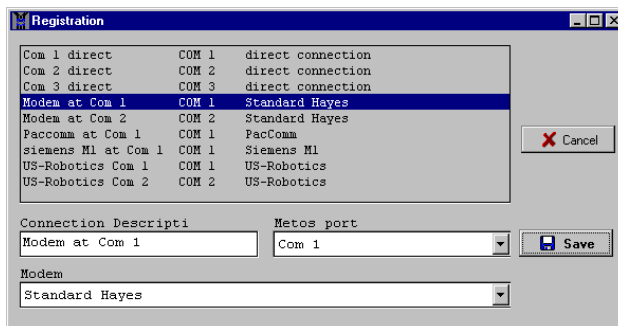 Registration
Com 1 direct COM 1 direct connection
Com 2 direct COM 2 direct connection
Com 3 direct COM 3 direct connection
Modem at Com 1 COM 1 Standard Hayes
Modem at Com 2 COM 2 Standard Hayes
Paccomm at Com 1 COM 1 PacComm
siemens M1 at Com 1 COM 1 Siemens M1
US-Robotics Com 1 COM 1 US-Robotics
US-Robotics Com 2 COM 2 US-Robotics
Cancel
Connection Descripti Metos port
Modem at Com 1 Com 1 Save
Modem
Standard Hayes